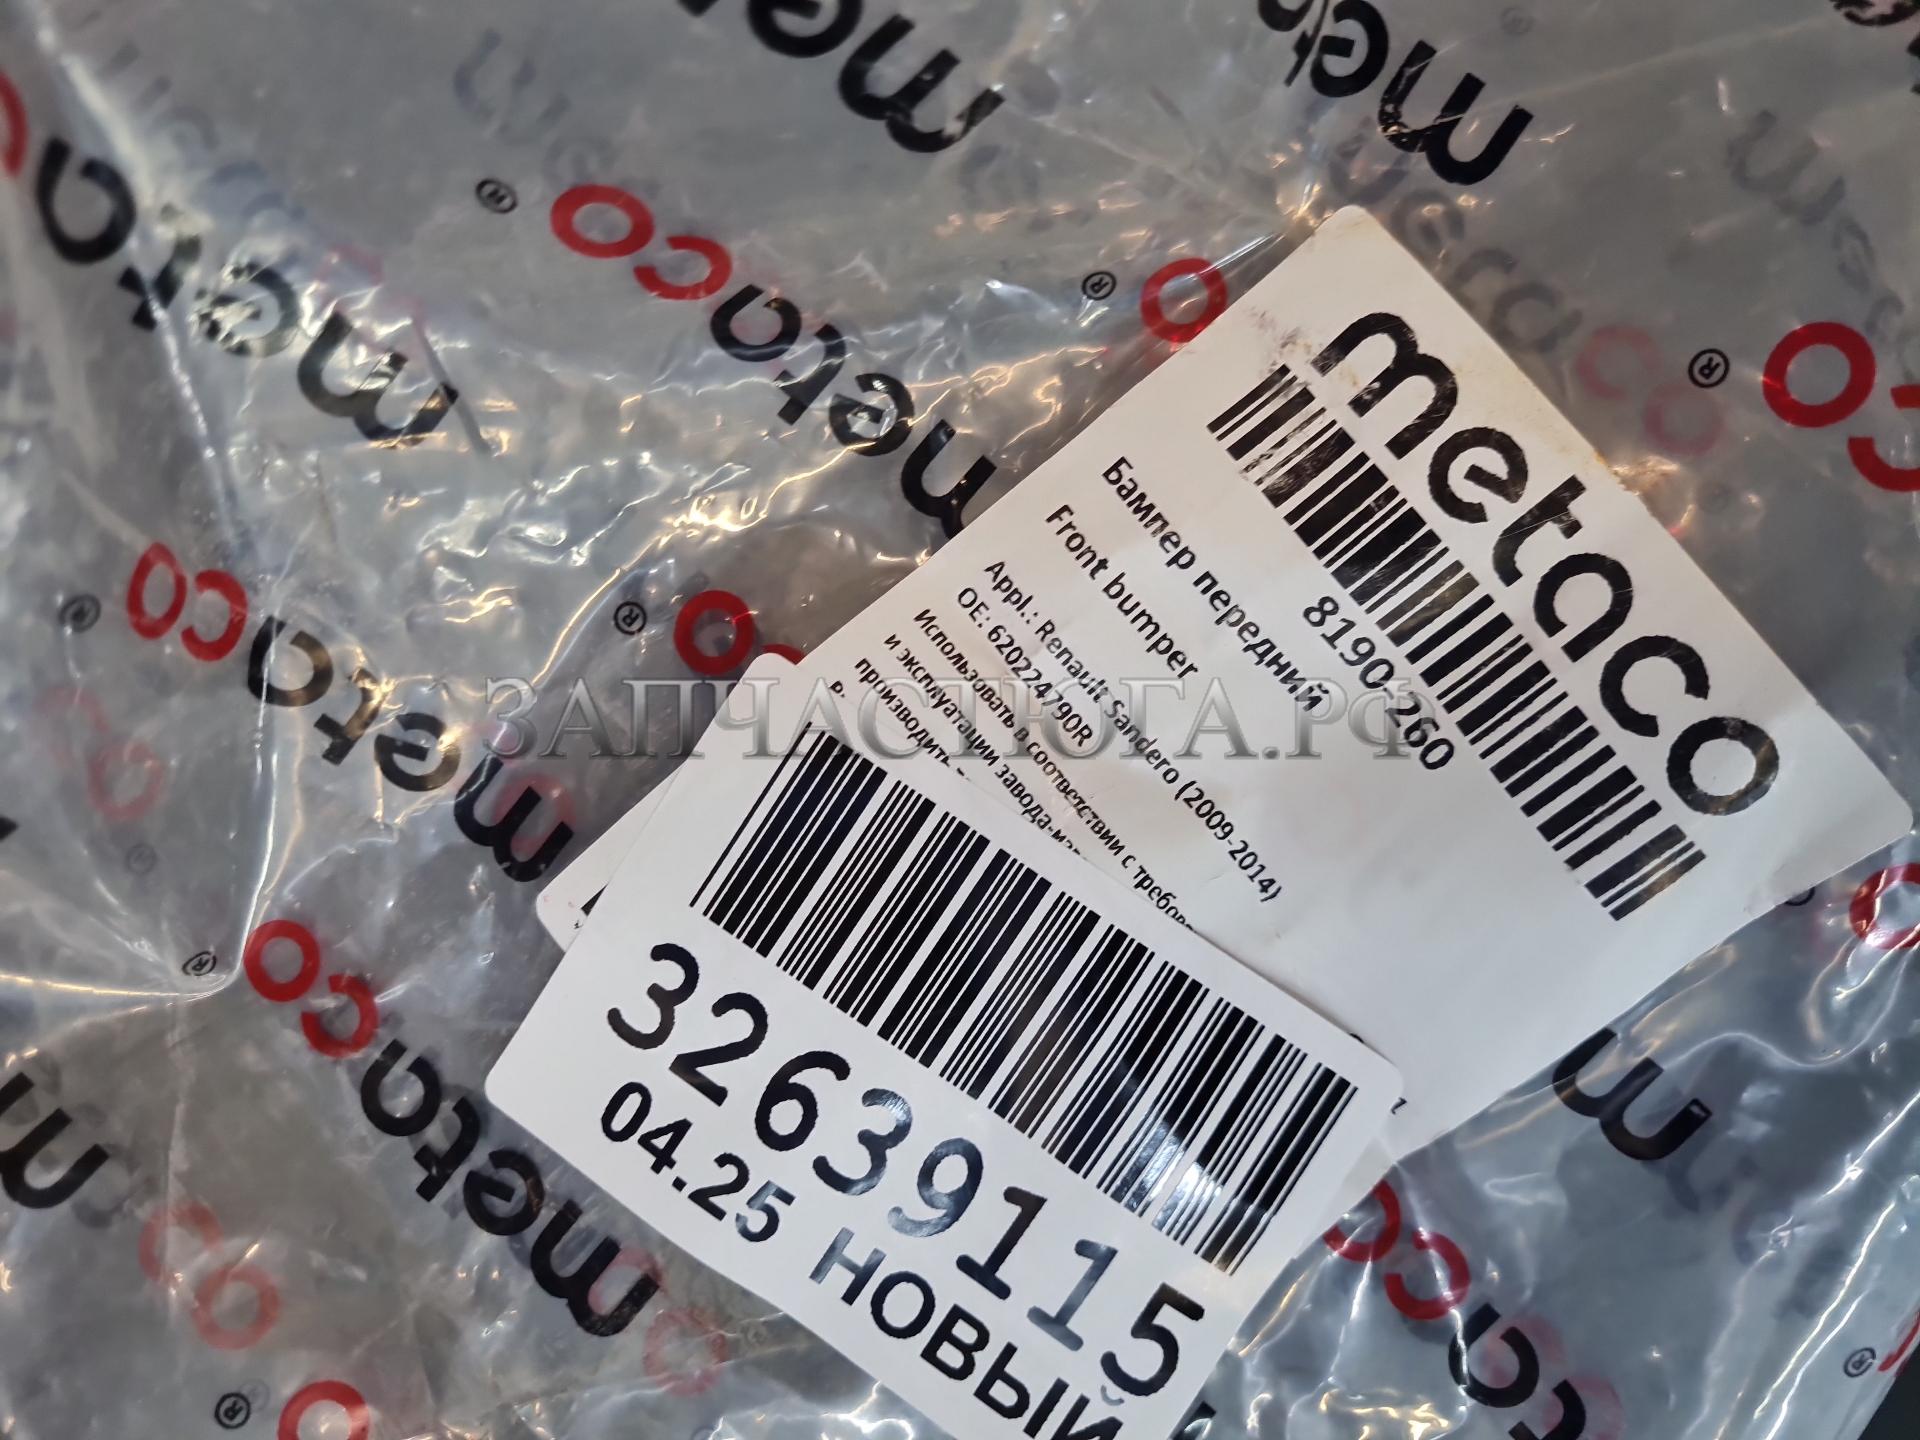 metaco
8190-260
Бампер передний
Front bumper
Appl.: Renault Sandero (2009-2014)
OE: 620224790R
Использовать в соответствии с требов
и эксплуатации завода-из
производить
32639115
04.25 НОВЫЙ
ЗАПЧАСТЮГА.РФ
metaco®
metaco®
metaco®
metaco®
metaco®